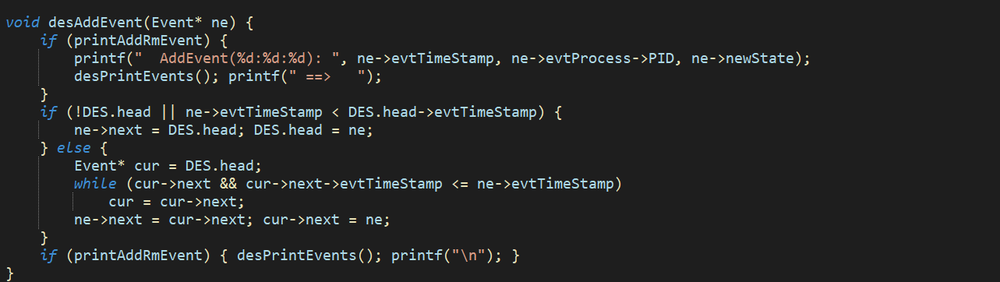 void desAddEvent(Event* ne) {
    if (printAddRmEvent) {
        printf("  AddEvent(%d:%d:%d): ", ne->evtTimeStamp, ne->evtProcess->PID, ne->newState);
        desPrintEvents(); printf(" ==>   ");
    }
    if (!DES.head || ne->evtTimeStamp < DES.head->evtTimeStamp) {
        ne->next = DES.head; DES.head = ne;
    } else {
        Event* cur = DES.head;
        while (cur->next && cur->next->evtTimeStamp <= ne->evtTimeStamp)
            cur = cur->next;
        ne->next = cur->next; cur->next = ne;
    }
    if (printAddRmEvent) { desPrintEvents(); printf("\n"); }
}